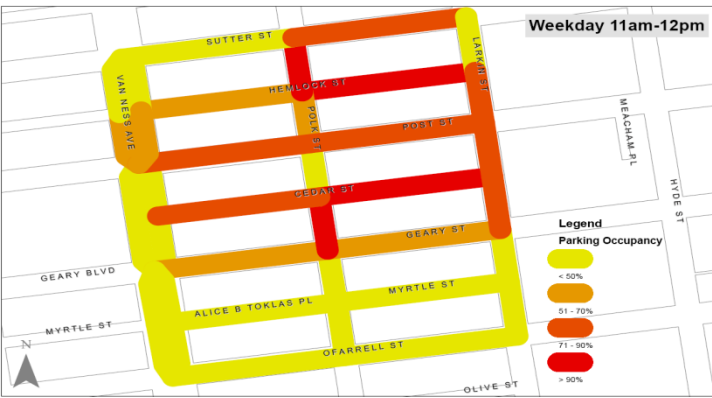 Weekday 11am-12pm
SUTTER ST
LARKIN ST
VAN NESS AVE
HEMLOCK ST
POLK ST
POST ST
MEACHAM PL
HYDE ST
CEDAR ST
GEARY ST
GEARY BLVD
MYRTLE ST
ALICE B TOKLAS PL
MYRTLE ST
OFARRELL ST
OLIVE ST
N
Legend
Parking Occupancy
< 50%
51 - 70%
71 - 90%
> 90%